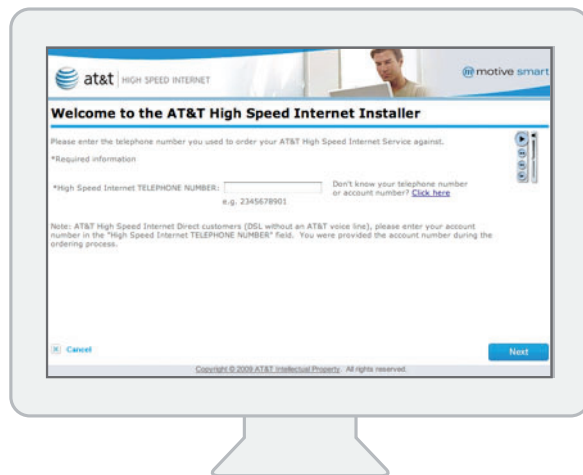 at&t HIGH SPEED INTERNET
motive smart
Welcome to the AT&T High Speed Internet Installer
Please enter the telephone number you used to order your AT&T High Speed Internet Service against.
*Required information
*High Speed Internet TELEPHONE NUMBER:
e.g. 2345678901
Don't know your telephone number
or account number? Click here
Note: AT&T High Speed Internet Direct customers (DSL without an AT&T voice line), please enter your account
number in the "High Speed Internet TELEPHONE NUMBER" field. You were provided the account number during the
ordering process.
Cancel
Next
Copyright © 2009 AT&T Intellectual Property. All rights reserved.